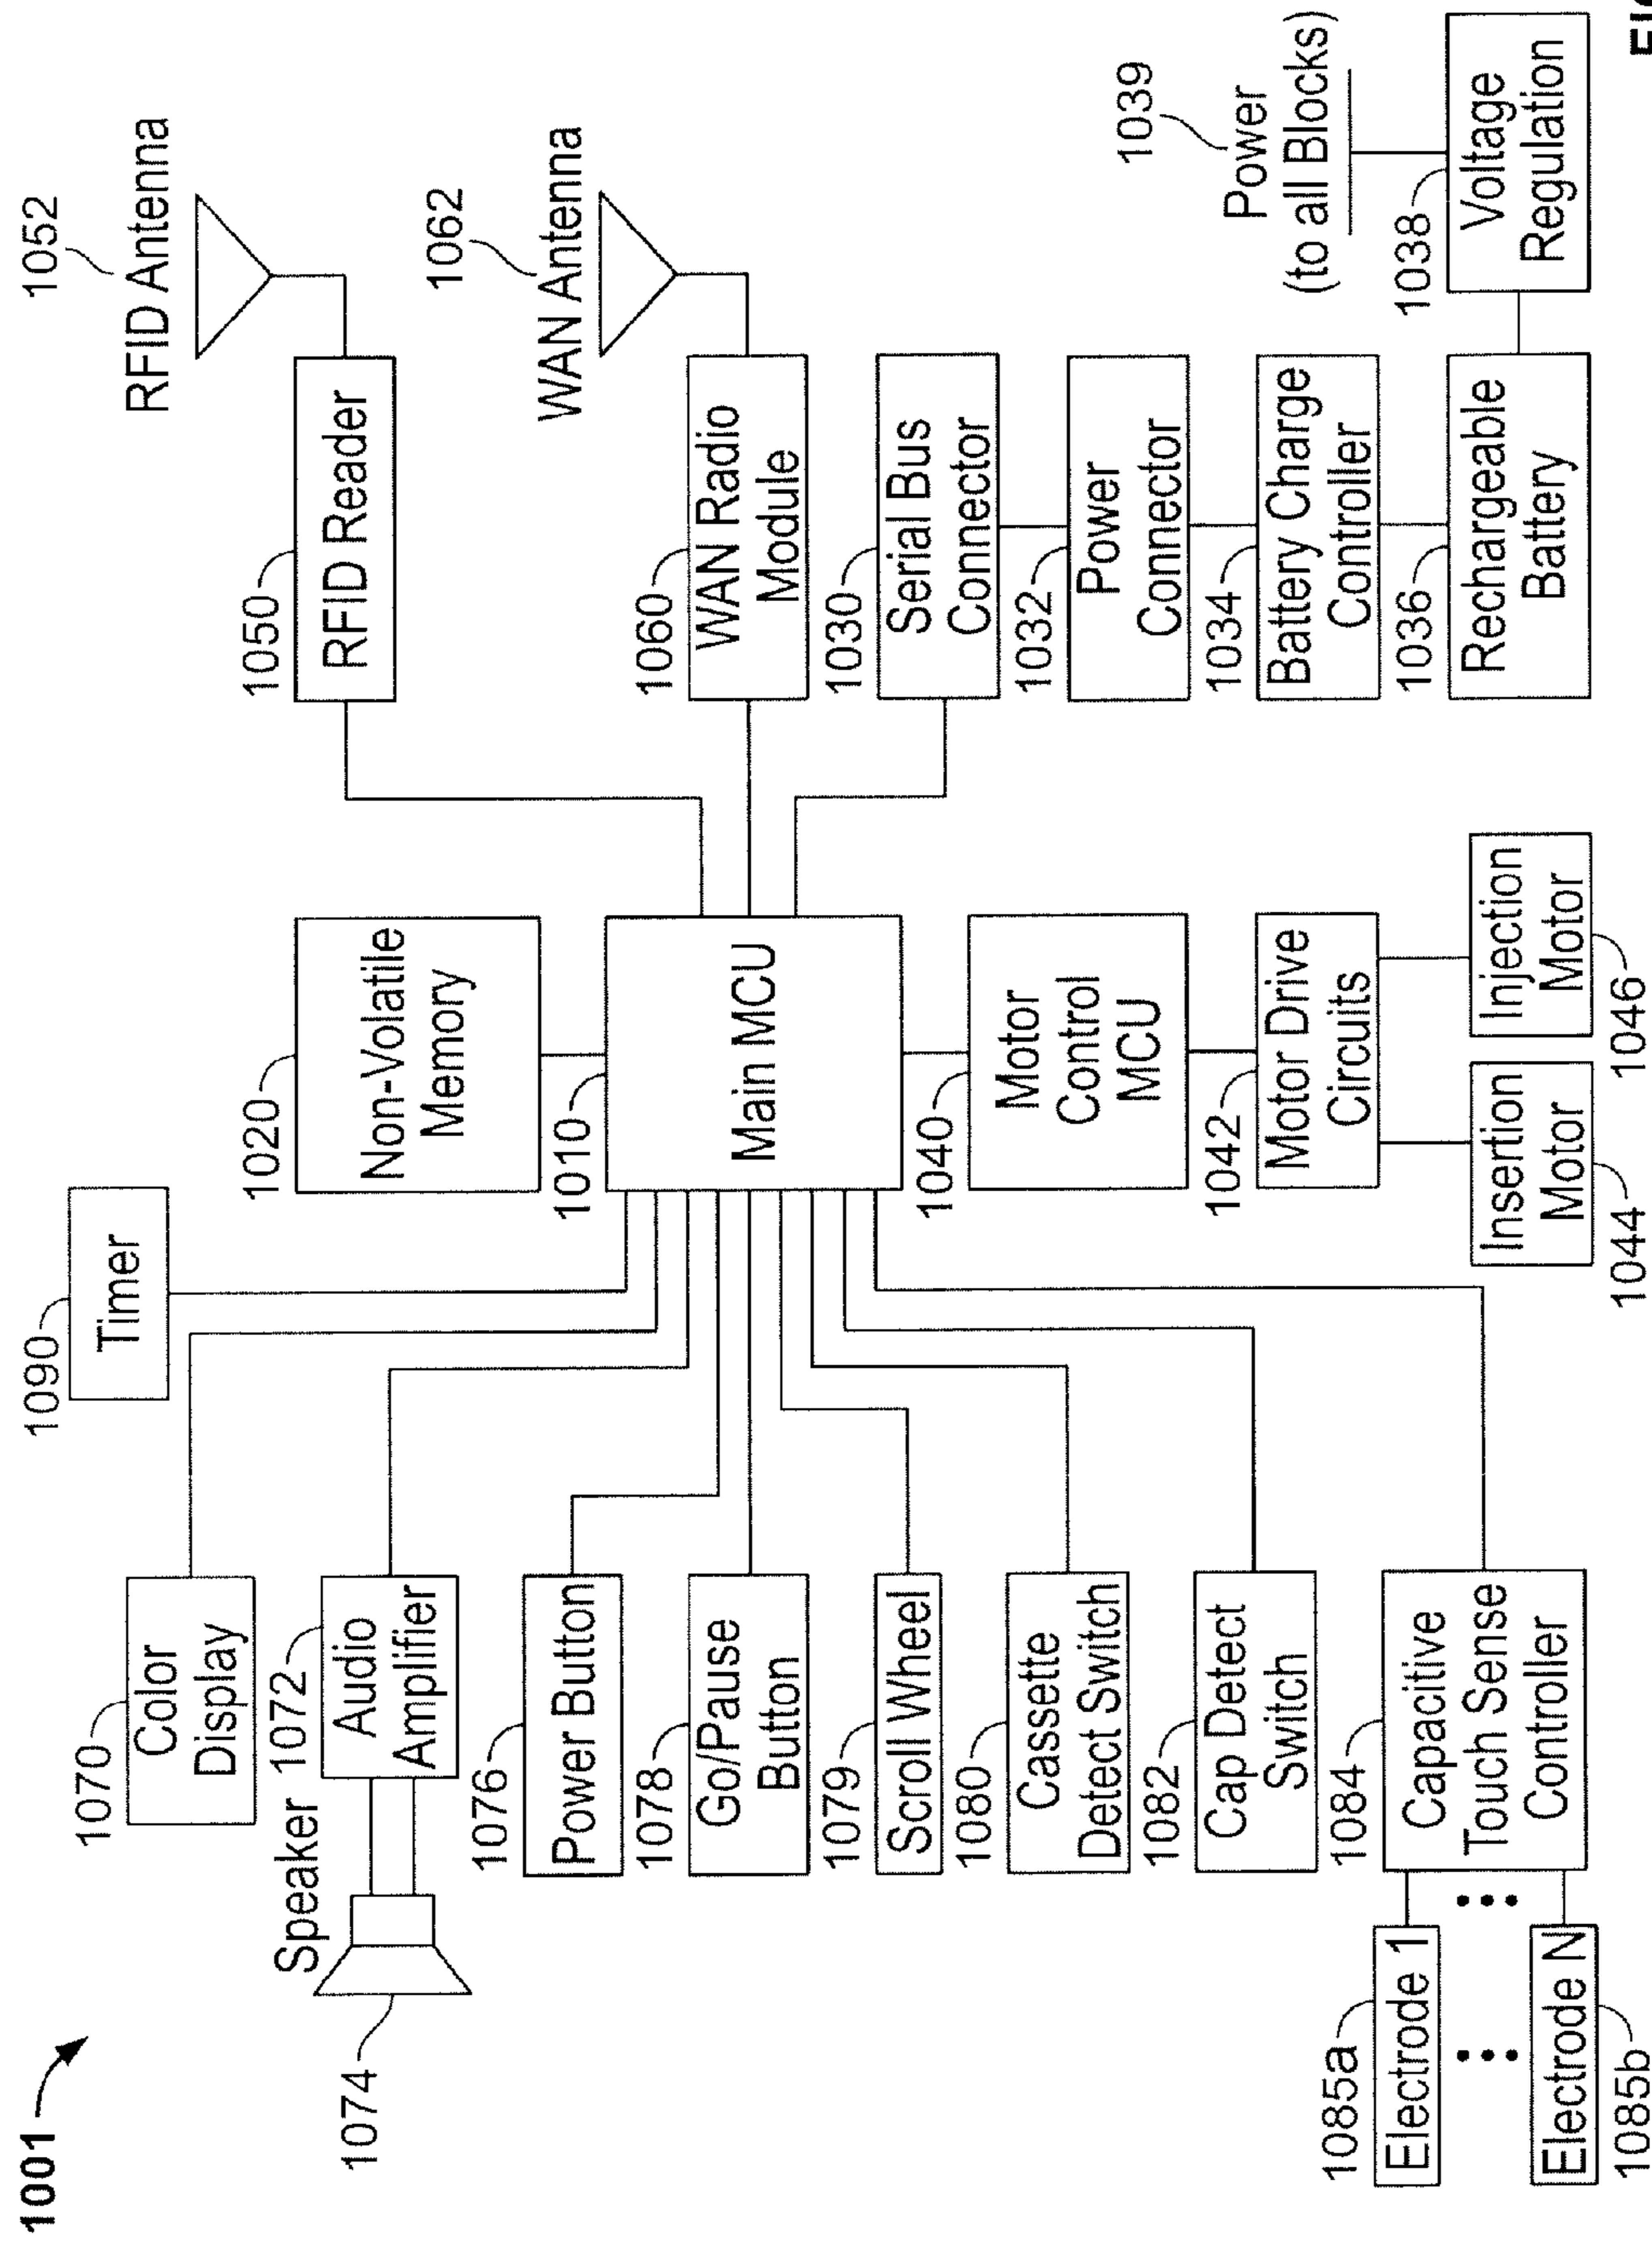 1001
1090
Timer
1052
RFID Antenna
1070
Color
Display
1020
Non-Volatile
Memory
1050
RFID Reader
Speaker
1072
Audio
Amplifier
1074
1062
WAN Antenna
1076
Power Button
1010
Main MCU
1060
WAN Radio
Module
1078
Go/Pause
Button
1079
Scroll Wheel
1030
Serial Bus
Connector
1080
Cassette
Detect Switch
1040
Motor
Control
MCU
1032
Power
Connector
1039
Power
(to all Blocks)
1082
Cap Detect
Switch
1042
Motor Drive
Circuits
1034
Battery Charge
Controller
1084
Capacitive
Touch Sense
Controller
1085a
Electrode 1
Electrode N
1085b
Insertion
Motor
1044
Injection
Motor
1046
1036
Rechargeable
Battery
1038
Voltage
Regulation